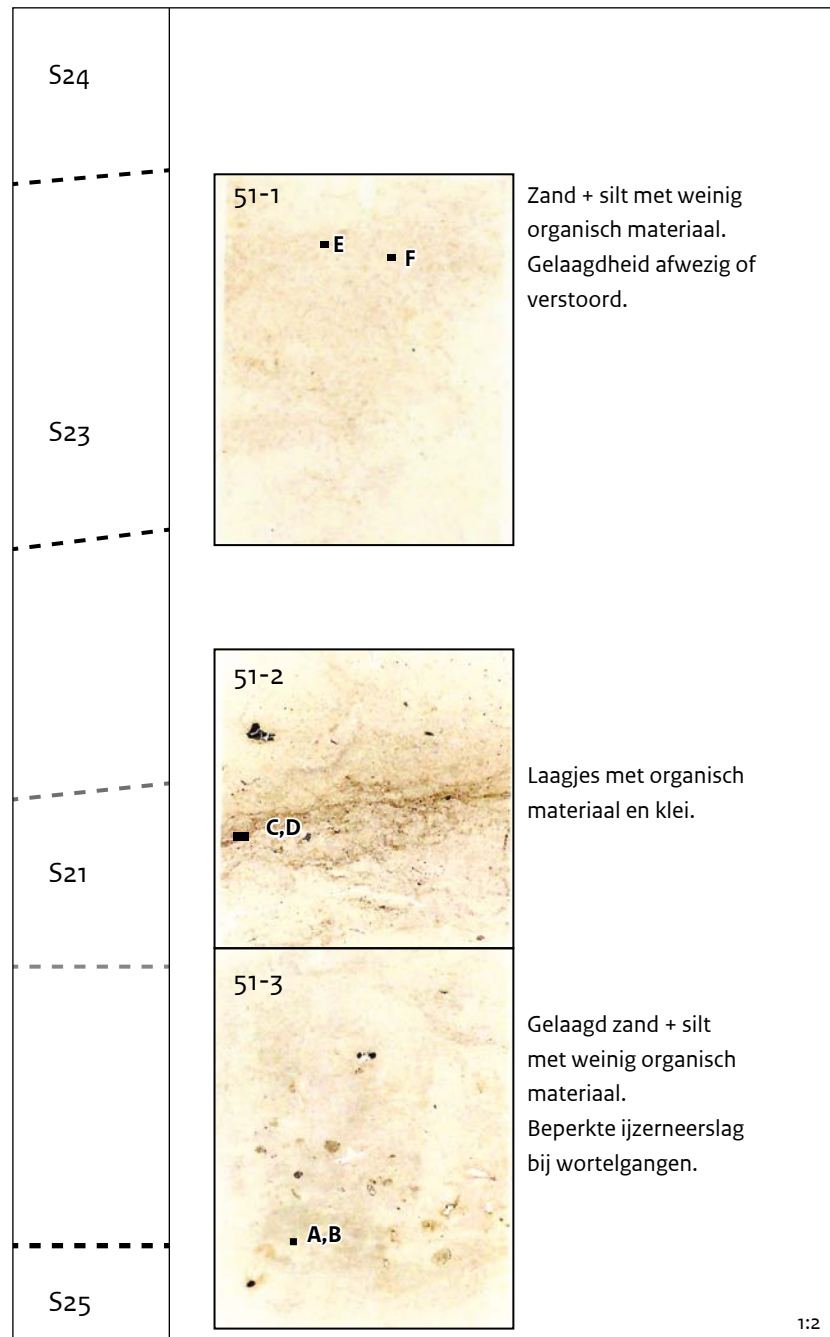 S24
51-1
E
F
Zand + silt met weinig
organisch materiaal.
Gelaagdheid afwezig of
verstoord.
S23
51-2
C,D
Laagjes met organisch
materiaal en klei.
S21
51-3
A,B
Gelaagd zand + silt
met weinig organisch
materiaal.
Beperkte ijzerneerslag
bij wortelgangen.
S25
1:2